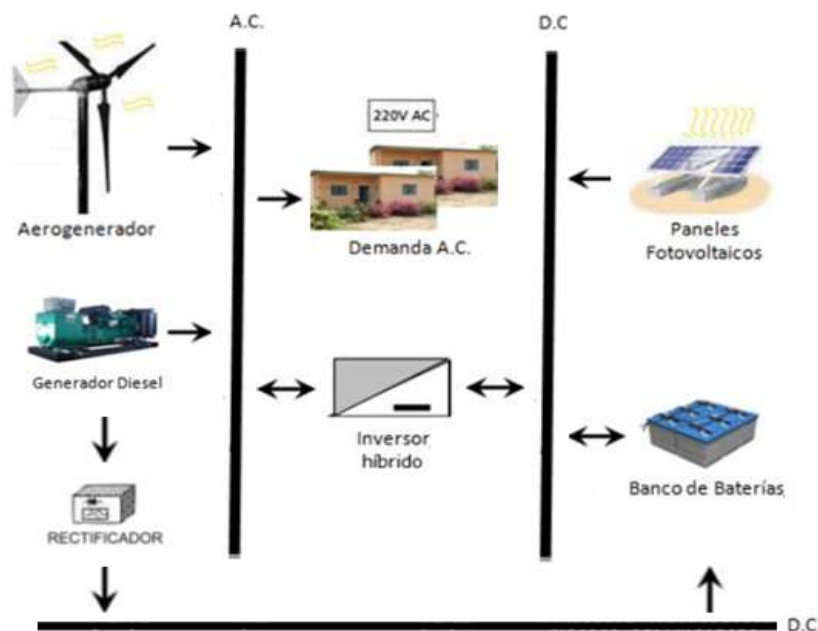 A.C.
D.C
220V AC
Aerogenerador
Demanda A.C.
Paneles
Fotovoltaicos
Generador Diesel
Inversor
híbrido
Banco de Baterías
RECTIFICADOR
D.C